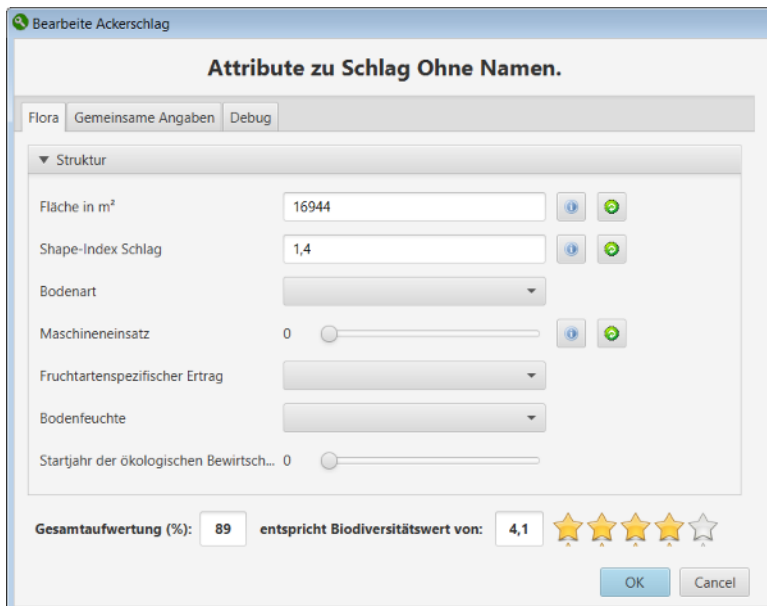 Bearbeite Ackerschlag
Attribute zu Schlag Ohne Namen.
Flora Gemeinsame Angaben Debug
Struktur
Fläche in m² 16944
Shape-Index Schlag 1,4
Bodenart
Maschineneinsatz 0
Fruchtartenspezifischer Ertrag
Bodenfeuchte
Startjahr der ökologischen Bewirtsch... 0
Gesamtaufwertung (%): 89 entspricht Biodiversitätswert von: 4,1
OK Cancel